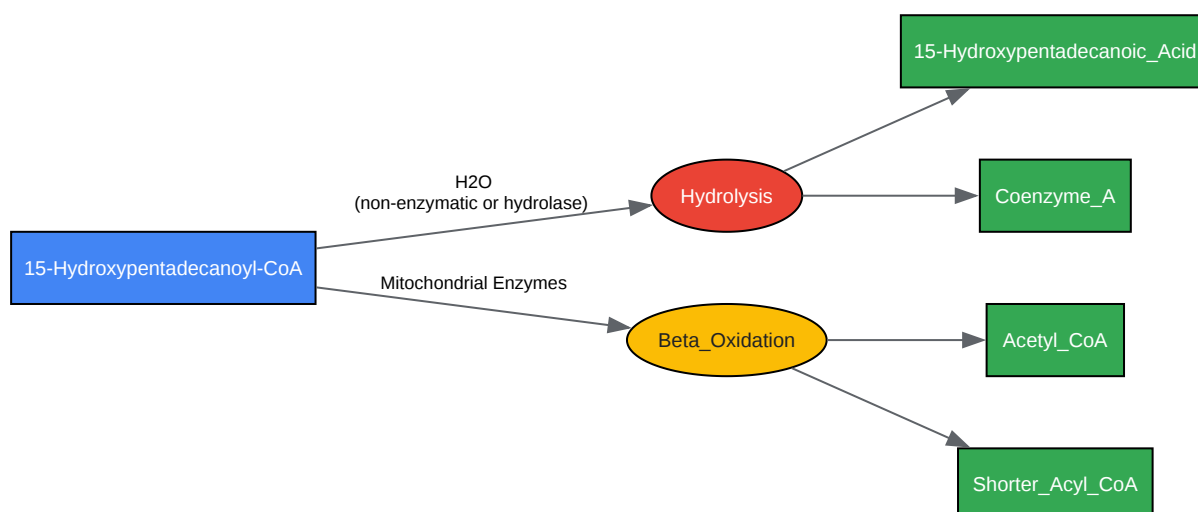 15-Hydroxypentadecanoic_Acid
H2O
(non-enzymatic or hydrolase)
Hydrolysis
Coenzyme_A
15-Hydroxypentadecanoyl-CoA
Mitochondrial Enzymes
Beta_Oxidation
Acetyl_CoA
Shorter_Acyl_CoA